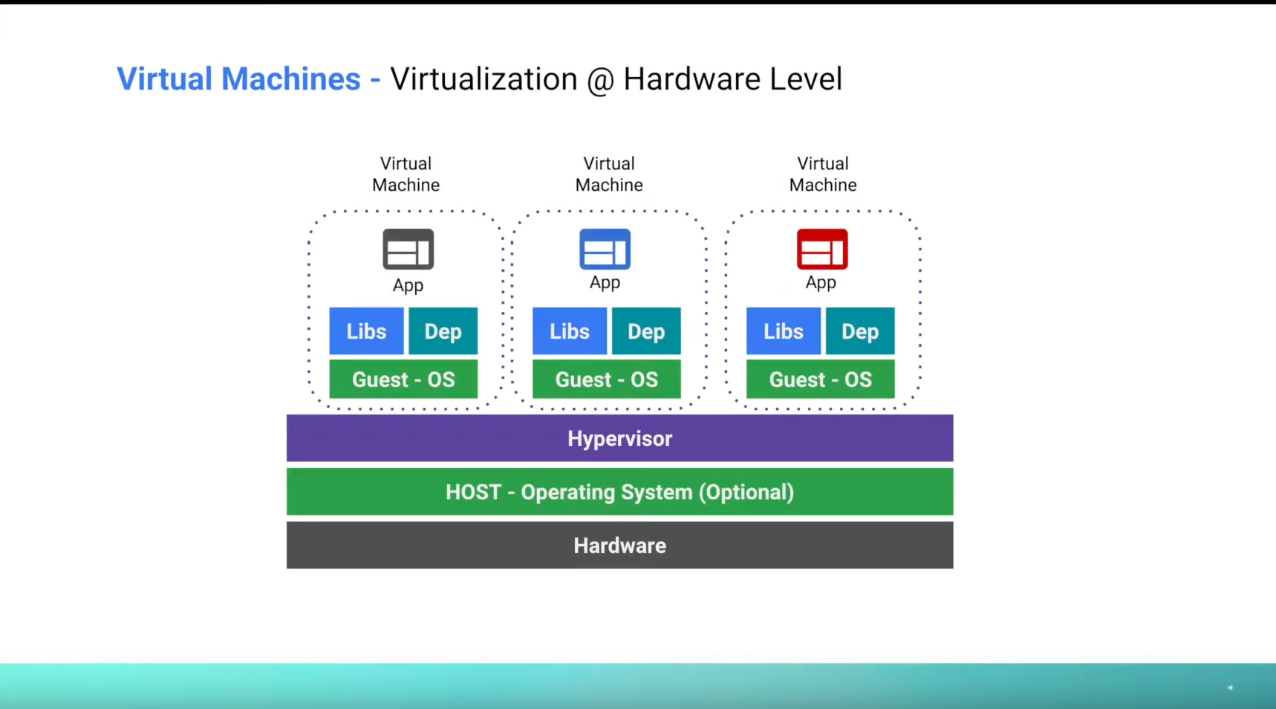 Virtual Machines - Virtualization @ Hardware Level
Virtual
Machine
Virtual
Machine
Virtual
Machine
App
App
App
Libs Dep
Libs Dep
Libs Dep
Guest - OS
Guest - OS
Guest - OS
Hypervisor
HOST - Operating System (Optional)
Hardware